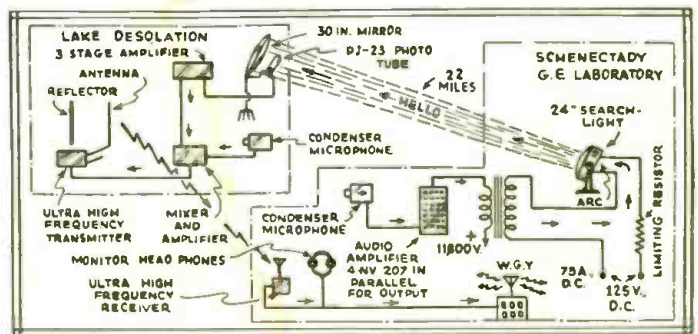 LAKE DESOLATION
3 STAGE AMPLIFIER
ANTENNA
REFLECTOR
30 IN. MIRROR
PJ-23 PHOTO
TUBE
22
MILES
HELLO
SCHENECTADY
G.E. LABORATORY
24" SEARCH-
LIGHT
CONDENSER
MICROPHONE
ULTRA HIGH
FREQUENCY
TRANSMITTER
MIXER
AND
AMPLIFIER
MONITOR HEAD PHONES
ULTRA HIGH
FREQUENCY
RECEIVER
CONDENSER
MICROPHONE
AUDIO
AMPLIFIER
4-NV 207 IN
PARALLEL
FOR OUTPUT
+
11800V.
W.G.Y
ARC
LIMITING RESISTOR
75A.
D.C.
125V.
D.C.